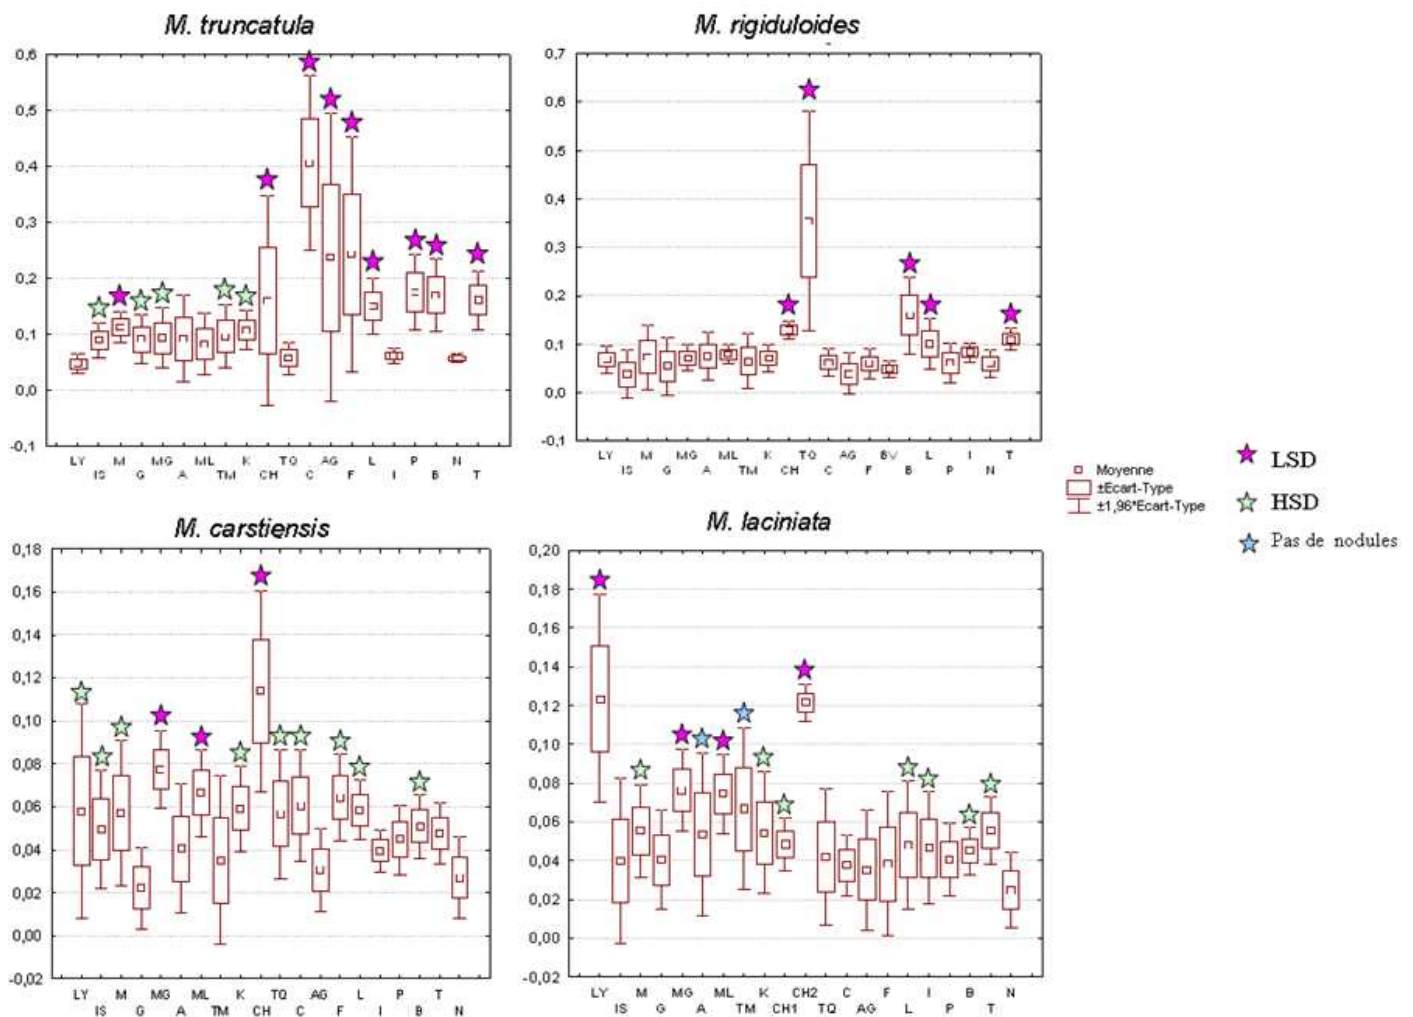 M. truncatula
0,6
0,5
0,4
0,3
0,2
0,1
0,0
-0,1
LY M MG ML K TQ AG L P N
IS G A TM CH C F I B T
M. rigiduloides
0,7
0,6
0,5
0,4
0,3
0,2
0,1
0,0
-0,1
LY M MG ML K TQ AG BV L I T
IS G A TM CH C F B P N
Moyenne
±Ecart-Type
±1,96*Ecart-Type
LSD
HSD
Pas de nodules
M. carstiensis
0,18
0,16
0,14
0,12
0,10
0,08
0,06
0,04
0,02
0,00
-0,02
LY M MG ML K TQ AG L P T
IS G A TM CH C F I B N
M. laciniata
0,20
0,18
0,16
0,14
0,12
0,10
0,08
0,06
0,04
0,02
0,00
-0,02
LY M MG ML K CH2 C F I B N
IS G A TM CH1 TQ AG L P T